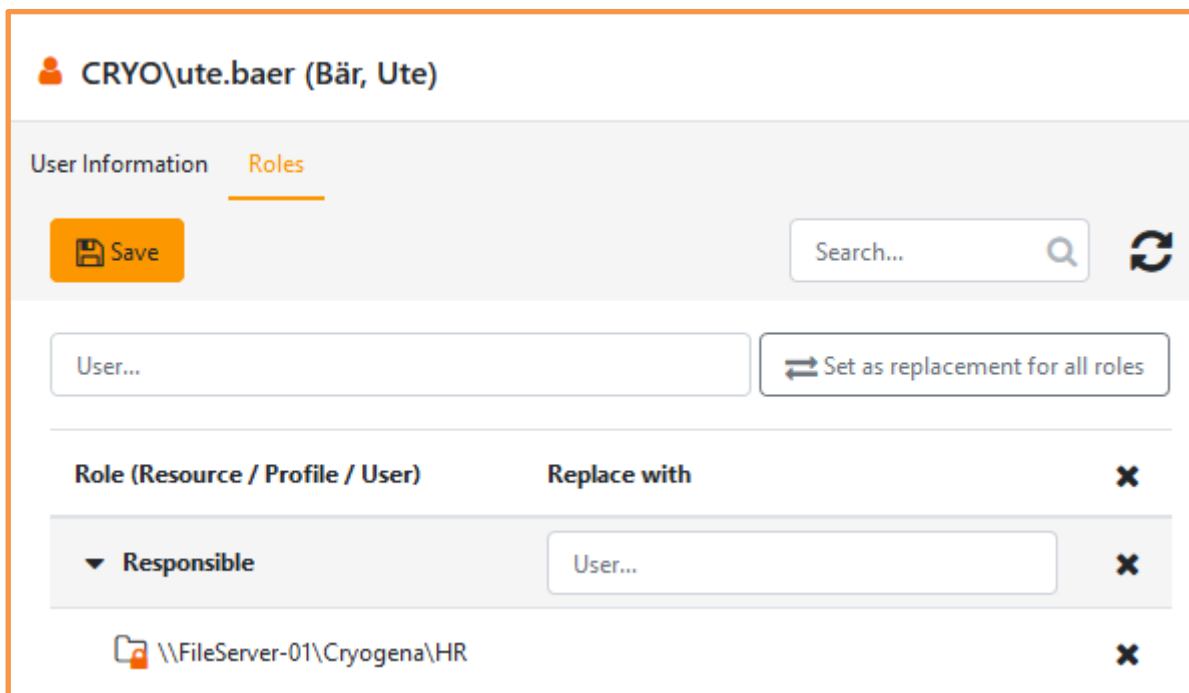 CRYO\ute.baer (Bär, Ute)
User Information Roles
Save Search...
User... Set as replacement for all roles
Role (Resource / Profile / User) Replace with
Responsible User...
\\FileServer-01\Cryogena\HR